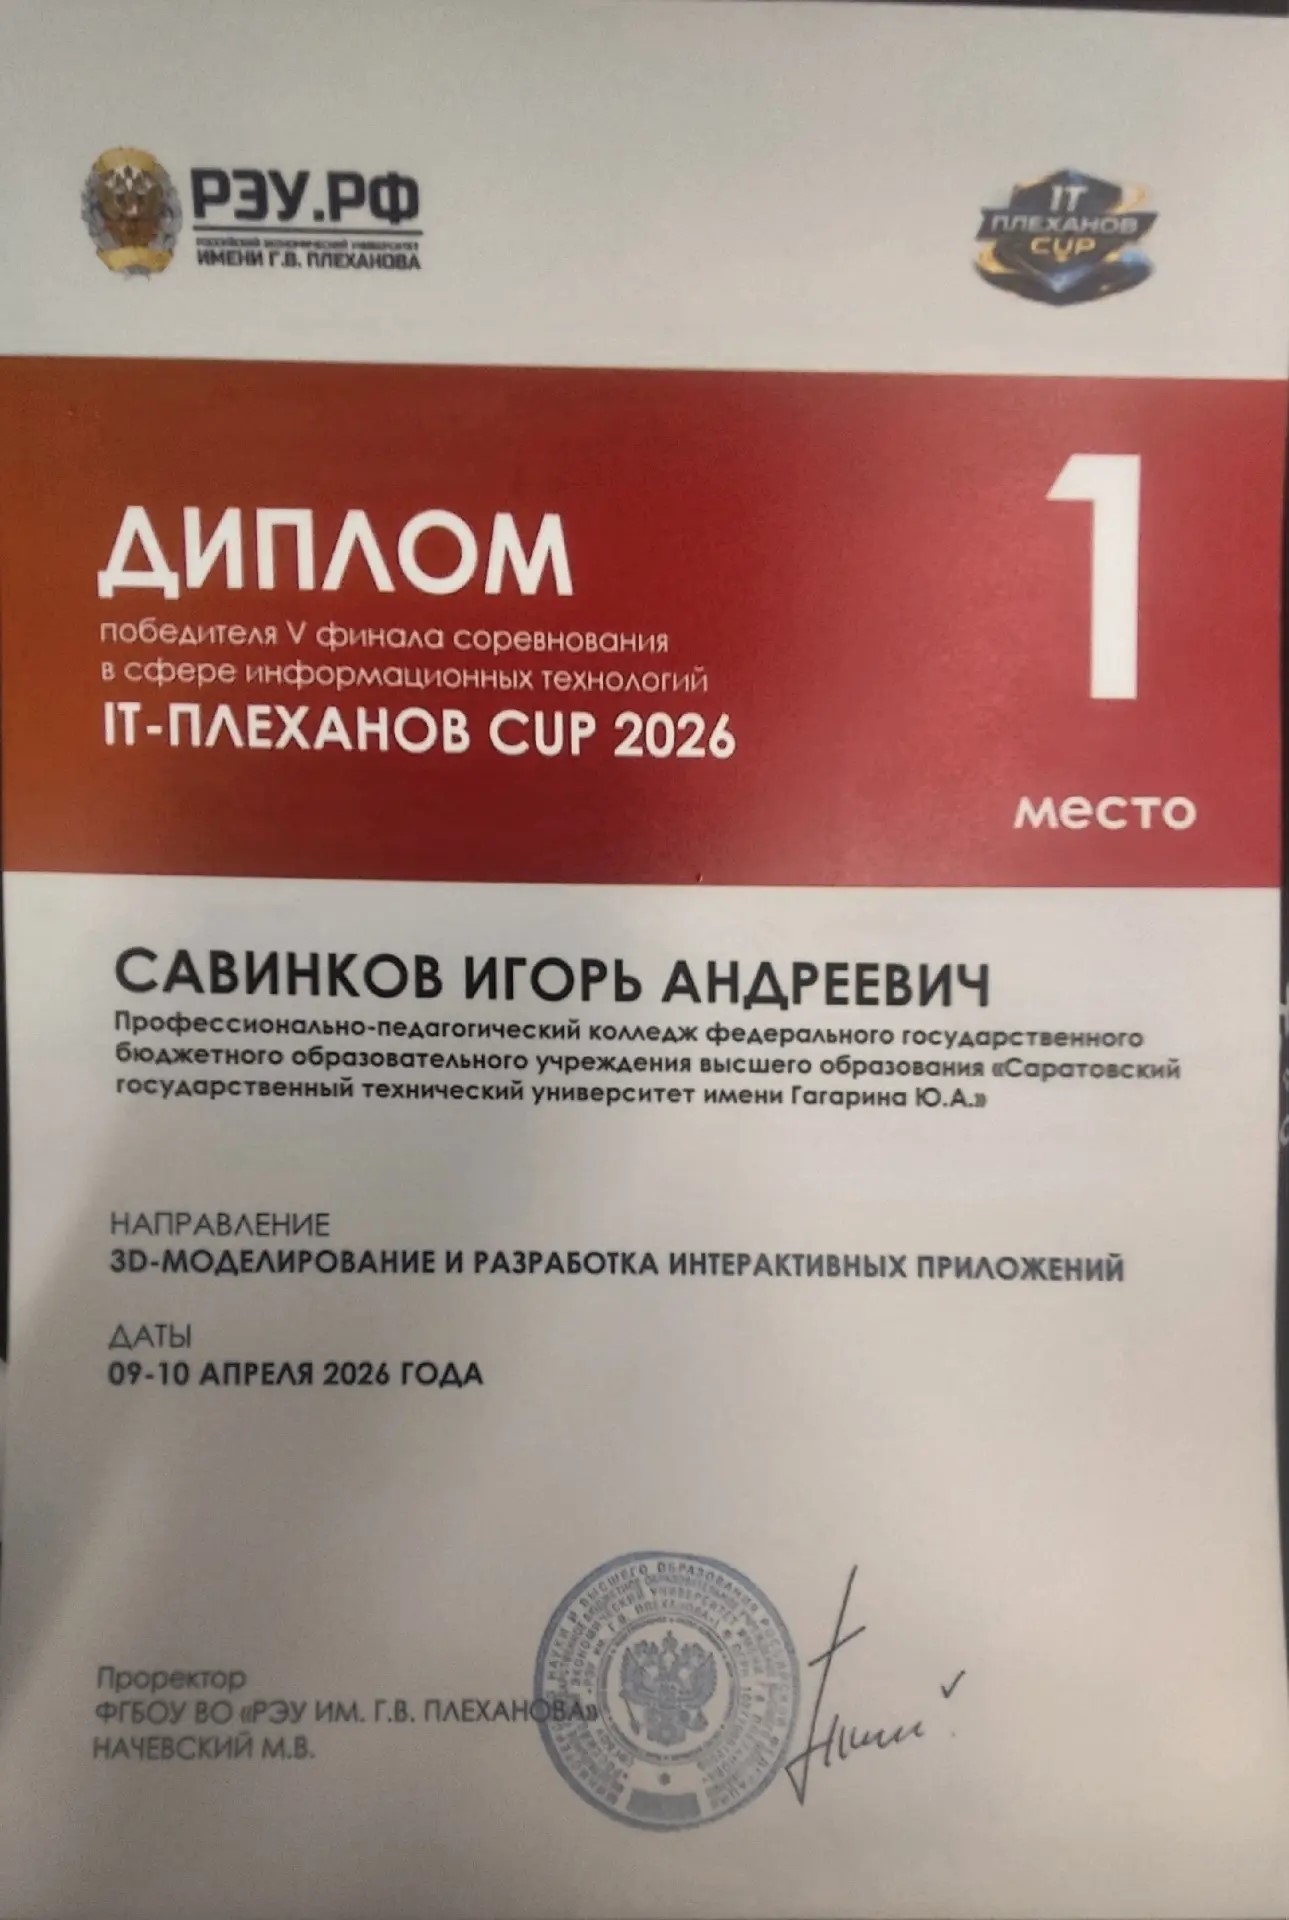 РЭУ.РФ
РОССИЙСКИЙ ЭКОНОМИЧЕСКИЙ УНИВЕРСИТЕТ
ИМЕНИ Г.В. ПЛЕХАНОВА
IT
ПЛЕХАНОВ
CUP
ДИПЛОМ
победителя V финала соревнования
в сфере информационных технологий
IT-ПЛЕХАНОВ CUP 2026
1
место
САВИНКОВ ИГОРЬ АНДРЕЕВИЧ
Профессионально-педагогический колледж федерального государственного
бюджетного образовательного учреждения высшего образования «Саратовский
государственный технический университет имени Гагарина Ю.А.»
НАПРАВЛЕНИЕ
3D-МОДЕЛИРОВАНИЕ И РАЗРАБОТКА ИНТЕРАКТИВНЫХ ПРИЛОЖЕНИЙ
ДАТЫ
09-10 АПРЕЛЯ 2026 ГОДА
Проректор
ФГБОУ ВО «РЭУ ИМ. Г.В. ПЛЕХАНОВА»
НАЧЕВСКИЙ М.В.